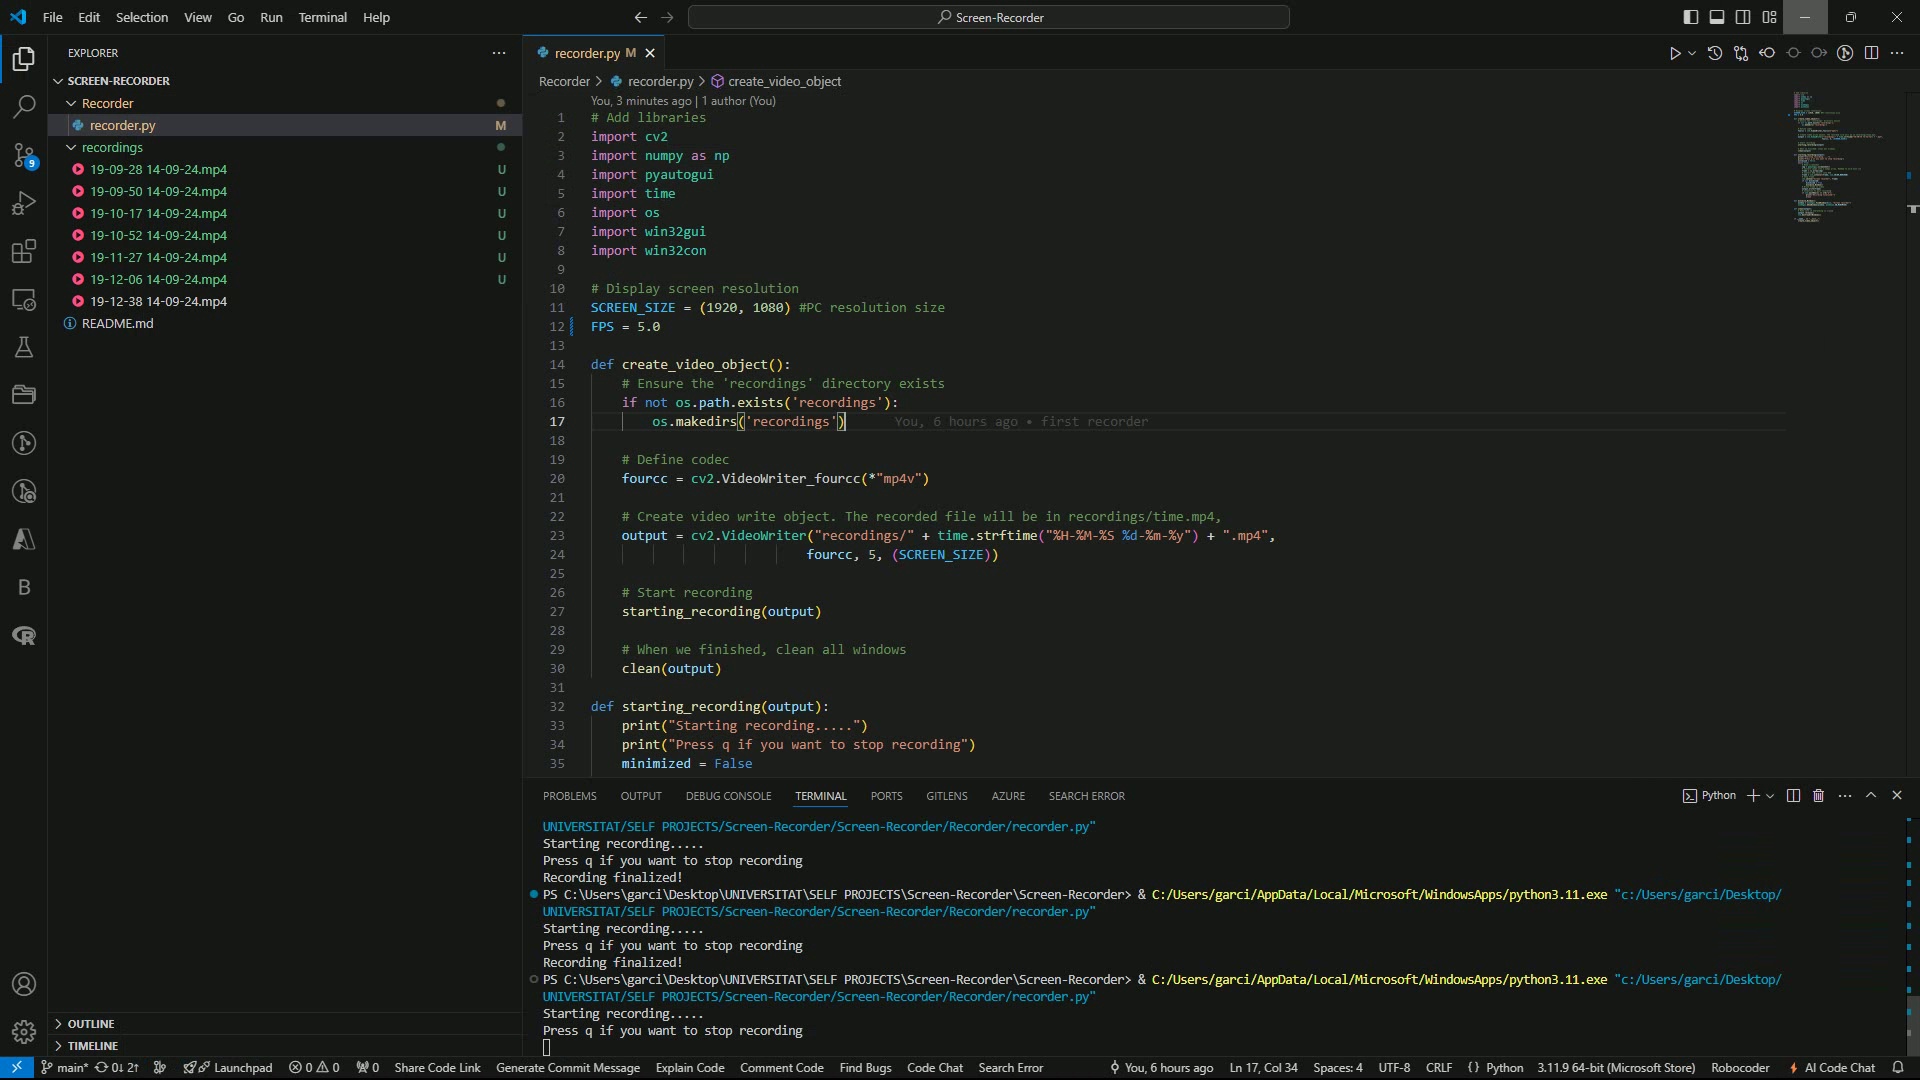 File Edit Selection View Go Run Terminal Help
Screen-Recorder
EXPLORER
SCREEN-RECORDER
Recorder
recorder.py M
recordings
19-09-28 14-09-24.mp4 U
19-09-50 14-09-24.mp4 U
19-10-17 14-09-24.mp4 U
19-10-52 14-09-24.mp4 U
19-11-27 14-09-24.mp4 U
19-12-06 14-09-24.mp4 U
19-12-38 14-09-24.mp4
README.md
9
B
OUTLINE
TIMELINE
recorder.py M
Recorder > recorder.py > create_video_object
You, 3 minutes ago | 1 author (You)
1 # Add libraries
2 import cv2
3 import numpy as np
4 import pyautogui
5 import time
6 import os
7 import win32gui
8 import win32con
9
10 # Display screen resolution
11 SCREEN_SIZE = (1920, 1080) #PC resolution size
12 FPS = 5.0
13
14 def create_video_object():
15 # Ensure the 'recordings' directory exists
16 if not os.path.exists('recordings'):
17 os.makedirs('recordings') You, 6 hours ago • first recorder
18
19 # Define codec
20 fourcc = cv2.VideoWriter_fourcc(*"mp4v")
21
22 # Create video write object. The recorded file will be in recordings/time.mp4,
23 output = cv2.VideoWriter("recordings/" + time.strftime("%H-%M-%S %d-%m-%y") + ".mp4",
24 fourcc, 5, (SCREEN_SIZE))
25
26 # Start recording
27 starting_recording(output)
28
29 # When we finished, clean all windows
30 clean(output)
31
32 def starting_recording(output):
33 print("Starting recording.....")
34 print("Press q if you want to stop recording")
35 minimized = False
PROBLEMS OUTPUT DEBUG CONSOLE TERMINAL PORTS GITLENS AZURE SEARCH ERROR
Python
UNIVERSITAT/SELF PROJECTS/Screen-Recorder/Screen-Recorder/Recorder/recorder.py"
Starting recording.....
Press q if you want to stop recording
Recording finalized!
PS C:\Users\garci\Desktop\UNIVERSITAT\SELF PROJECTS\Screen-Recorder\Screen-Recorder> & C:/Users/garci/AppData/Local/Microsoft/WindowsApps/python3.11.exe "c:/Users/garci/Desktop/
UNIVERSITAT/SELF PROJECTS/Screen-Recorder/Screen-Recorder/Recorder/recorder.py"
Starting recording.....
Press q if you want to stop recording
Recording finalized!
PS C:\Users\garci\Desktop\UNIVERSITAT\SELF PROJECTS\Screen-Recorder\Screen-Recorder> & C:/Users/garci/AppData/Local/Microsoft/WindowsApps/python3.11.exe "c:/Users/garci/Desktop/
UNIVERSITAT/SELF PROJECTS/Screen-Recorder/Screen-Recorder/Recorder/recorder.py"
Starting recording.....
Press q if you want to stop recording
main* 0↓ 2↑ Launchpad 0 0 0 Share Code Link Generate Commit Message Explain Code Comment Code Find Bugs Code Chat Search Error You, 6 hours ago Ln 17, Col 34 Spaces: 4 UTF-8 CRLF { } Python 3.11.9 64-bit (Microsoft Store) Robocoder AI Code Chat